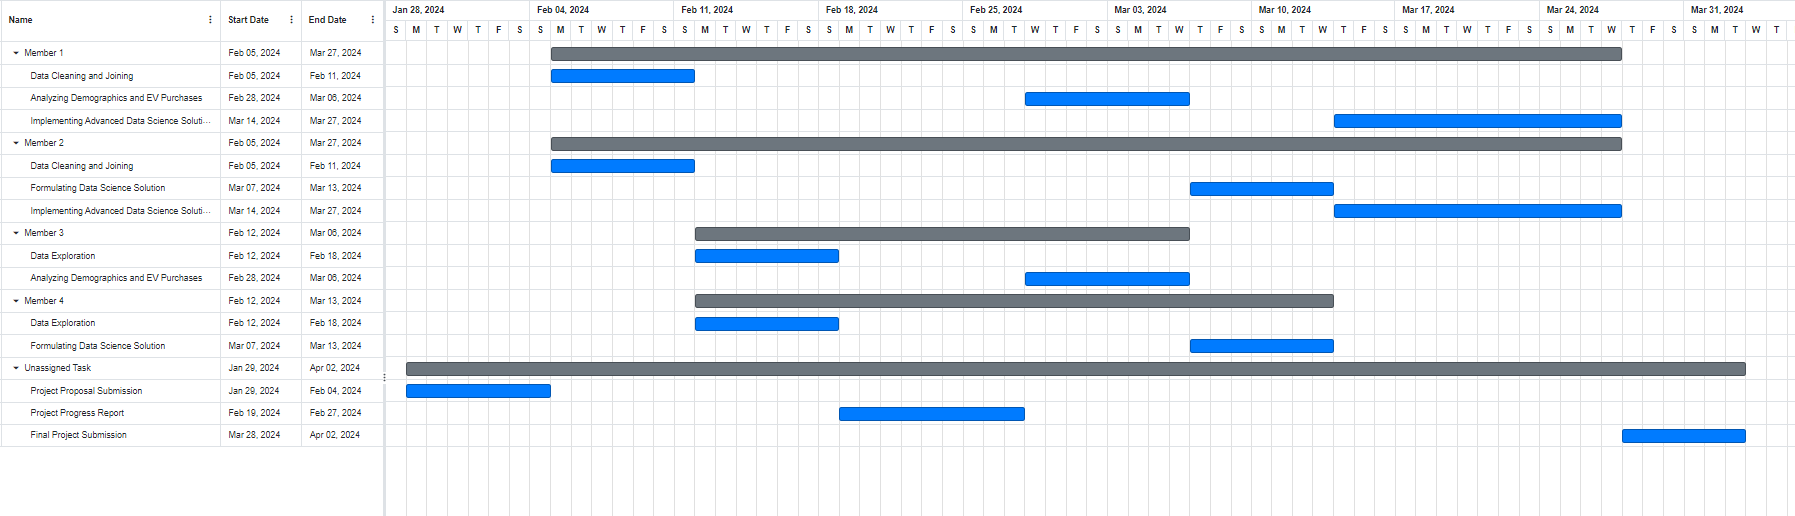 Name Start Date End Date
Jan 28, 2024 Feb 04, 2024 Feb 11, 2024 Feb 18, 2024 Feb 25, 2024 Mar 03, 2024 Mar 10, 2024 Mar 17, 2024 Mar 24, 2024 Mar 31, 2024
S M T W T F S S M T W T F S S M T W T F S S M T W T F S S M T W T F S S M T W T F S S M T W T F S S M T W T F S S M T W T F S S M T W T
Member 1 Feb 05, 2024 Mar 27, 2024
Data Cleaning and Joining Feb 05, 2024 Feb 11, 2024
Analyzing Demographics and EV Purchases Feb 28, 2024 Mar 06, 2024
Implementing Advanced Data Science Soluti... Mar 14, 2024 Mar 27, 2024
Member 2 Feb 05, 2024 Mar 27, 2024
Data Cleaning and Joining Feb 05, 2024 Feb 11, 2024
Formulating Data Science Solution Mar 07, 2024 Mar 13, 2024
Implementing Advanced Data Science Soluti... Mar 14, 2024 Mar 27, 2024
Member 3 Feb 12, 2024 Mar 06, 2024
Data Exploration Feb 12, 2024 Feb 18, 2024
Analyzing Demographics and EV Purchases Feb 28, 2024 Mar 06, 2024
Member 4 Feb 12, 2024 Mar 13, 2024
Data Exploration Feb 12, 2024 Feb 18, 2024
Formulating Data Science Solution Mar 07, 2024 Mar 13, 2024
Unassigned Task Jan 29, 2024 Apr 02, 2024
Project Proposal Submission Jan 29, 2024 Feb 04, 2024
Project Progress Report Feb 19, 2024 Feb 27, 2024
Final Project Submission Mar 28, 2024 Apr 02, 2024